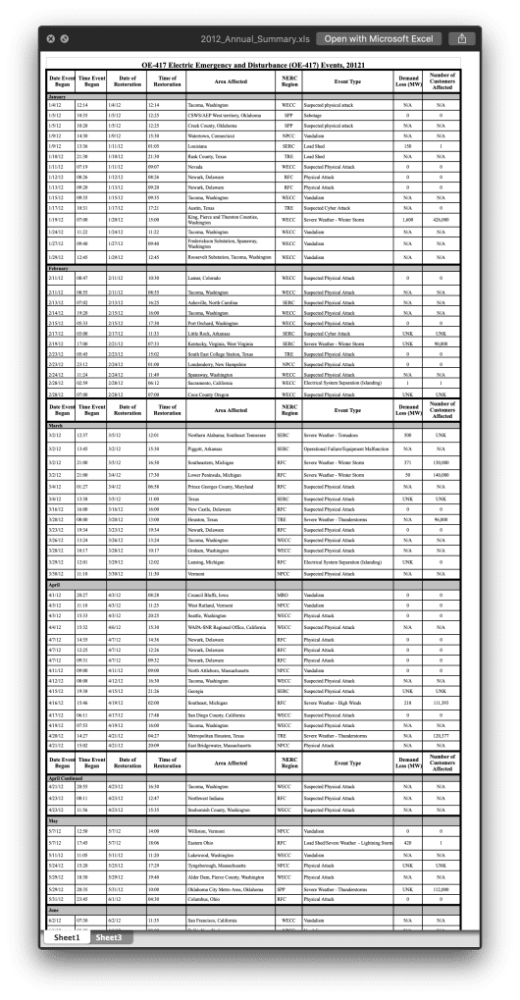 2012_Annual_Summary.xls Open with Microsoft Excel
OE-417 Electric Emergency and Disturbance (OE-417) Events, 20121
Date Event Began Time Event Began Date of Restoration Time of Restoration Area Affected NERC Region Event Type Demand Loss (MW) Number of Customers Affected
January
1/4/12 12:14 1/4/12 12:14 Tacoma, Washington WECC Suspected physical attack N/A N/A
1/5/12 10:35 1/5/12 12:25 CSWS/AEP West territory, Oklahoma SPP Sabotage 0 0
1/5/12 10:28 1/5/12 12:25 Creek County, Oklahoma SPP Suspected physical attack N/A N/A
1/9/12 14:30 1/9/12 15:30 Watertown, Connecticut NPCC Vandalism N/A N/A
1/9/12 13:36 1/11/12 01:05 Louisiana SERC Load Shed 150 1
1/10/12 21:30 1/10/12 21:30 Rusk County, Texas TRE Load Shed N/A N/A
1/11/12 07:19 1/11/12 09:07 Nevada WECC Suspected Physical Attack 0 0
1/12/12 08:26 1/12/12 08:26 Newark, Delaware RFC Physical Attack 0 0
1/13/12 09:20 1/13/12 09:20 Newark, Delaware RFC Physical Attack 0 0
1/15/12 09:35 1/15/12 09:35 Tacoma, Washington WECC Vandalism N/A N/A
1/17/12 10:31 1/17/12 17:21 Austin, Texas TRE Suspected Cyber Attack N/A 0
1/19/12 07:00 1/20/12 15:00 King, Pierce and Thurston Counties, Washington WECC Severe Weather - Winter Storm 1,600 426,000
1/24/12 11:22 1/24/12 11:22 Tacoma, Washington WECC Vandalism N/A N/A
1/27/12 09:40 1/27/12 09:40 Frederickson Substation, Spanaway, Washington WECC Vandalism N/A N/A
1/29/12 12:45 1/29/12 12:45 Roosevelt Substation, Tacoma, Washington WECC Vandalism N/A N/A
February
2/11/12 08:47 2/11/12 10:30 Lamar, Colorado WECC Suspected Physical Attack 0 0
2/11/12 08:55 2/11/12 08:55 Tacoma, Washington WECC Suspected Physical Attack N/A N/A
2/13/12 07:02 2/13/12 16:25 Asheville, North Carolina SERC Suspected Physical Attack N/A N/A
2/14/12 19:20 2/15/12 16:00 Tacoma, Washington WECC Suspected Physical Attack N/A N/A
2/15/12 05:33 2/15/12 17:30 Port Orchard, Washington WECC Suspected Physical Attack 0 0
2/17/12 03:00 2/17/12 11:33 Little Rock, Arkansas SERC Suspected Cyber Attack UNK UNK
2/19/12 17:00 2/21/12 07:33 Kentucky, Virginia, West Virginia SERC Severe Weather - Winter Storm UNK 90,000
2/23/12 05:45 2/23/12 15:02 South East College Station, Texas TRE Suspected Physical Attack 0 0
2/23/12 23:12 2/24/12 01:00 Londonderry, New Hampshire NPCC Suspected Physical Attack 0 0
2/24/12 11:24 2/24/12 11:49 Spanaway, Washington WECC Suspected Physical Attack N/A N/A
2/28/12 02:59 2/28/12 06:12 Sacramento, California WECC Electrical System Separation (Islanding) 1 1
2/28/12 07:00 2/28/12 07:00 Coos County Oregon WECC Suspected Physical Attack UNK UNK
Date Event Began Time Event Began Date of Restoration Time of Restoration Area Affected NERC Region Event Type Demand Loss (MW) Number of Customers Affected
March
3/2/12 12:37 3/5/12 12:01 Northern Alabama; Southeast Tennessee SERC Severe Weather - Tornadoes 500 UNK
3/2/12 13:45 3/2/12 15:30 Piggott, Arkansas SERC Operational Failure/Equipment Malfunction N/A N/A
3/2/12 21:00 3/5/12 16:30 Southeastern, Michigan RFC Severe Weather - Winter Storm 371 130,000
3/2/12 21:00 3/4/12 17:30 Lower Peninsula, Michigan RFC Severe Weather - Winter Storm 50 140,000
3/4/12 01:27 3/4/12 06:58 Prince Georges County, Maryland RFC Suspected Physical Attack N/A N/A
3/4/12 13:38 3/5/12 11:00 Texas SERC Suspected Physical Attack UNK UNK
3/16/12 16:00 3/16/12 16:00 New Castle, Delaware RFC Suspected Physical Attack 0 0
3/20/12 08:00 3/20/12 13:00 Houston, Texas TRE Severe Weather - Thunderstorms N/A 96,000
3/23/12 19:34 3/23/12 19:34 Newark, Delaware RFC Suspected Physical Attack 0 0
3/26/12 13:24 3/26/12 13:24 Tacoma, Washington WECC Suspected Physical Attack N/A N/A
3/28/12 10:17 3/28/12 10:17 Graham, Washington WECC Suspected Physical Attack N/A N/A
3/29/12 12:01 3/29/12 12:02 Lansing, Michigan RFC Electrical System Separation (Islanding) UNK 0
3/30/12 11:18 3/30/12 11:30 Vermont NPCC Suspected Physical Attack N/A N/A
April
4/1/12 20:27 4/3/12 08:28 Council Bluffs, Iowa MRO Vandalism 0 0
4/3/12 11:18 4/3/12 11:25 West Rutland, Vermont NPCC Vandalism 0 0
4/3/12 15:33 4/3/12 20:25 Seattle, Washington WECC Physical Attack 0 0
4/4/12 15:32 4/6/12 15:30 WAPA-SNR Regional Office, California WECC Suspected Physical Attack N/A N/A
4/7/12 14:35 4/7/12 14:36 Newark, Delaware RFC Physical Attack 0 0
4/7/12 12:25 4/7/12 12:26 Newark, Delaware RFC Physical Attack 0 0
4/7/12 09:31 4/7/12 09:32 Newark, Delaware RFC Physical Attack 0 0
4/11/12 09:00 4/11/12 09:00 North Attleboro, Massachusetts NPCC Vandalism 0 0
4/12/12 08:00 4/18/12 16:30 Tacoma, Washington WECC Suspected Physical Attack N/A N/A
4/15/12 19:38 4/15/12 21:26 Georgia SERC Suspected Physical Attack UNK UNK
4/16/12 15:46 4/19/12 02:00 Southeast, Michigan RFC Severe Weather - High Winds 210 111,393
4/17/12 06:11 4/17/12 17:48 San Diego County, California WECC Physical Attack 0 0
4/19/12 07:53 4/19/12 16:00 Tacoma, Washington WECC Suspected Physical Attack N/A N/A
4/20/12 14:27 4/21/12 04:27 Metropolitan Houston, Texas TRE Severe Weather - Thunderstorms N/A 120,377
4/21/12 15:02 4/21/12 20:09 East Bridgewater, Massachusetts NPCC Physical Attack N/A N/A
Date Event Began Time Event Began Date of Restoration Time of Restoration Area Affected NERC Region Event Type Demand Loss (MW) Number of Customers Affected
April Continued
4/21/12 20:55 4/23/12 16:30 Tacoma, Washington WECC Suspected Physical Attack N/A N/A
4/23/12 08:11 4/23/12 12:47 Northwest Indiana RFC Suspected Physical Attack N/A N/A
4/23/12 11:56 4/23/12 15:35 Snohomish County, Washington WECC Suspected Physical Attack N/A N/A
May
5/7/12 12:50 5/7/12 14:00 Williston, Vermont NPCC Vandalism 0 0
5/7/12 17:45 5/7/12 18:06 Eastern Ohio RFC Load Shed/Severe Weather - Lightning Storm 420 1
5/11/12 11:05 5/11/12 11:20 Lakewood, Washington WECC Vandalism N/A N/A
5/24/12 15:20 5/25/12 17:29 Tyngsborough, Massachusetts NPCC Physical Attack UNK UNK
5/29/12 16:30 5/29/12 19:40 Alder Dam, Pierce County, Washington WECC Physical Attack N/A N/A
5/29/12 20:35 5/31/12 10:00 Oklahoma City Metro Area, Oklahoma SPP Severe Weather - Thunderstorms UNK 112,000
5/31/12 23:45 6/1/12 04:30 Columbus, Ohio RFC Physical Attack 0 0
June
6/2/12 07:30 6/2/12 11:35 San Francisco, California WECC Vandalism N/A N/A
Sheet1 Sheet3